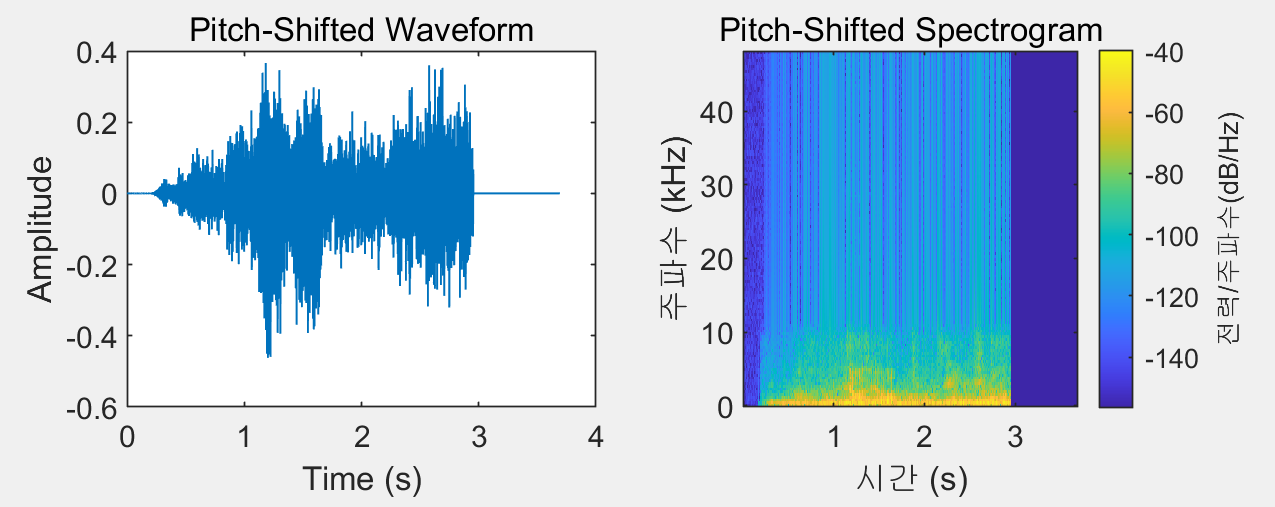 Pitch-Shifted Waveform
0.4
0.2
0
-0.2
-0.4
-0.6
Amplitude
0 1 2 3 4
Time (s)
Pitch-Shifted Spectrogram
40
30
20
10
0
주파수 (kHz)
1 2 3
시간 (s)
-40
-60
-80
-100
-120
-140
전력/주파수(dB/Hz)